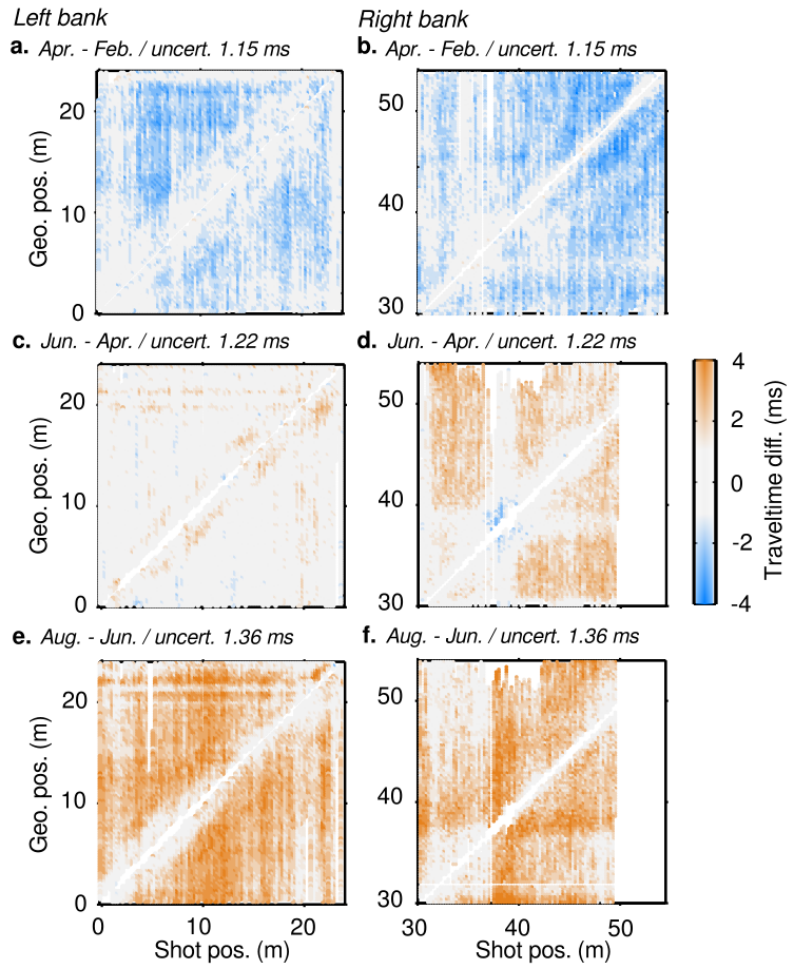 Left bank
Right bank
a. Apr. - Feb. / uncert. 1.15 ms
b. Apr. - Feb. / uncert. 1.15 ms
Geo. pos. (m)
20
10
0
50
40
30
c. Jun. - Apr. / uncert. 1.22 ms
d. Jun. - Apr. / uncert. 1.22 ms
Geo. pos. (m)
20
10
0
50
40
30
4
2
0
-2
-4
Traveltime diff. (ms)
e. Aug. - Jun. / uncert. 1.36 ms
f. Aug. - Jun. / uncert. 1.36 ms
Geo. pos. (m)
20
10
0
50
40
30
0 10 20
30 40 50
Shot pos. (m)
Shot pos. (m)